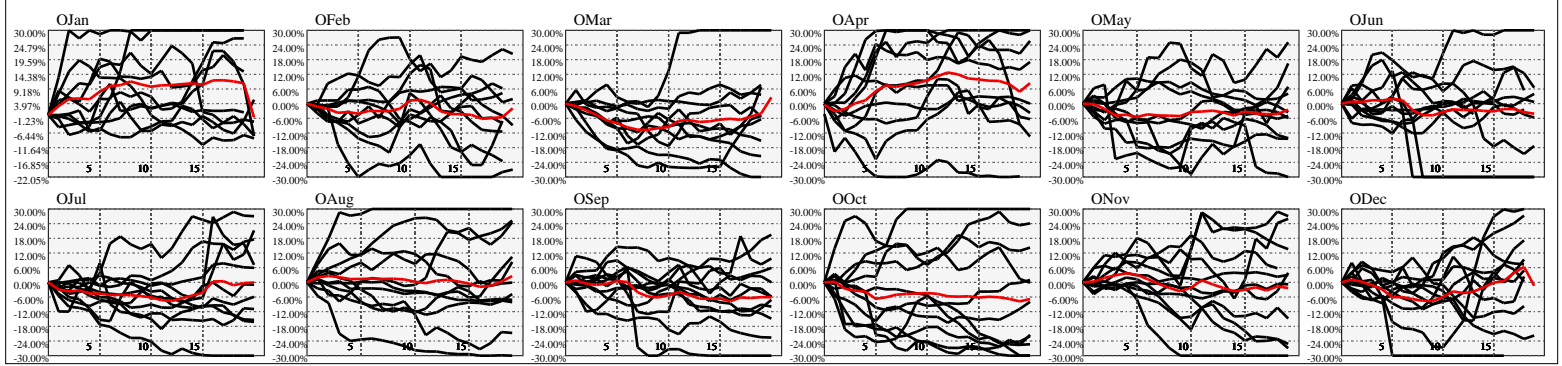 OJan OFeb OMar OApr OMay OJun
30.00% 30.00% 30.00% 30.00% 30.00% 30.00%
24.79% 24.00% 24.00% 24.00% 24.00% 24.00%
19.59% 18.00% 18.00% 18.00% 18.00% 18.00%
14.38% 12.00% 12.00% 12.00% 12.00% 12.00%
9.18% 6.00% 6.00% 6.00% 6.00% 6.00%
3.97% 0.00% 0.00% 0.00% 0.00% 0.00%
-1.23% -6.00% -6.00% -6.00% -6.00% -6.00%
-6.44% -12.00% -12.00% -12.00% -12.00% -12.00%
-11.64% -18.00% -18.00% -18.00% -18.00% -18.00%
-16.85% -24.00% -24.00% -24.00% -24.00% -24.00%
5 10 15 5 10 15 5 10 15 5 10 15 5 10 15 5 10 15
-22.05% -30.00% -30.00% -30.00% -30.00% -30.00%
OJul OAug OSep OOct ONov ODec
30.00% 30.00% 30.00% 30.00% 30.00% 30.00%
24.00% 24.00% 24.00% 24.00% 24.00% 24.00%
18.00% 18.00% 18.00% 18.00% 18.00% 18.00%
12.00% 12.00% 12.00% 12.00% 12.00% 12.00%
6.00% 6.00% 6.00% 6.00% 6.00% 6.00%
0.00% 0.00% 0.00% 0.00% 0.00% 0.00%
-6.00% -6.00% -6.00% -6.00% -6.00% -6.00%
-12.00% -12.00% -12.00% -12.00% -12.00% -12.00%
-18.00% -18.00% -18.00% -18.00% -18.00% -18.00%
-24.00% -24.00% -24.00% -24.00% -24.00% -24.00%
5 10 15 5 10 15 5 10 15 5 10 15 5 10 15 5 10 15
-30.00% -30.00% -30.00% -30.00% -30.00% -30.00%